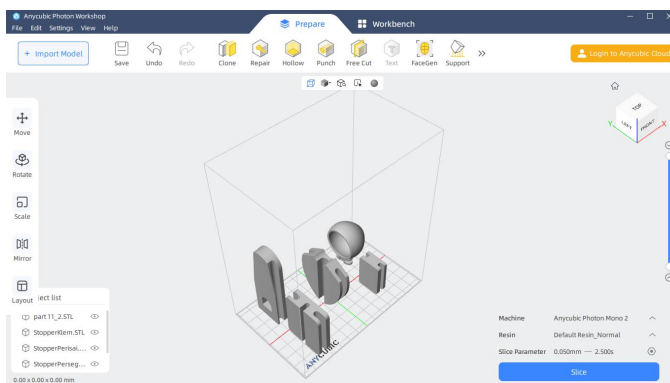 Anycubic Photon Workshop
File Edit Settings View Help
Prepare
Workbench
+ Import Model
Save Undo Redo Clone Repair Hollow Punch Free Cut Text FaceGen Support
Login to Anycubic Cloud
TOP
LEFT
FRONT
Y
X
Move
Rotate
Scale
Mirror
Layout
ect list
part 11_2.STL
StopperKlem.STL
StopperPerisai....
StopperPerseg...
0.00 x 0.00 x 0.00 mm
ANYCUBIC
Machine Anycubic Photon Mono 2
Resin Default Resin_Normal
Slice Parameter 0.050mm — 2.500s
Slice